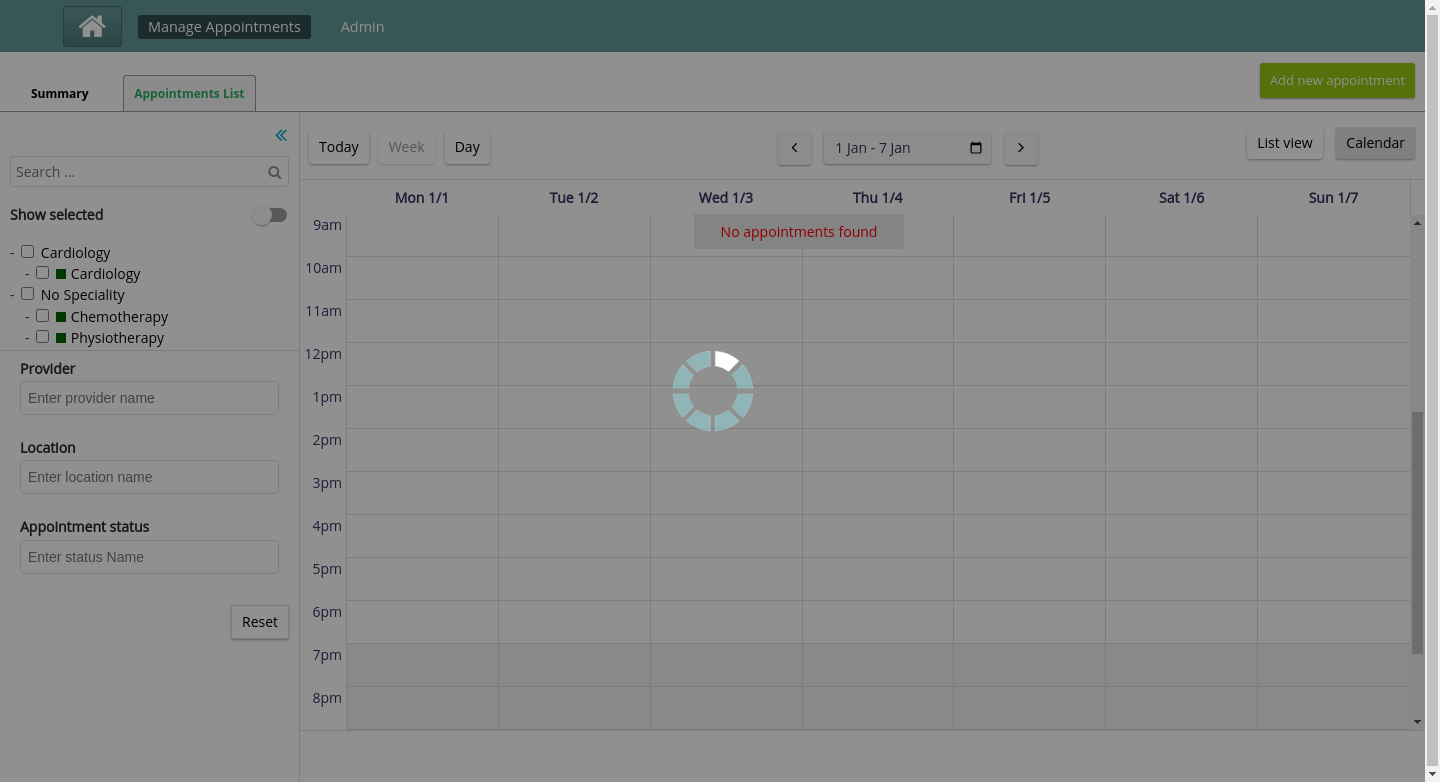 Manage Appointments
Admin
Summary
Appointments List
Add new appointment
Search ...
Show selected
- Cardiology
- Cardiology
- No Speciality
- Chemotherapy
- Physiotherapy
Provider
Enter provider name
Location
Enter location name
Appointment status
Enter status Name
Reset
Today
Week
Day
1 Jan - 7 Jan
List view
Calendar
Mon 1/1
Tue 1/2
Wed 1/3
Thu 1/4
Fri 1/5
Sat 1/6
Sun 1/7
No appointments found
9am
10am
11am
12pm
1pm
2pm
3pm
4pm
5pm
6pm
7pm
8pm